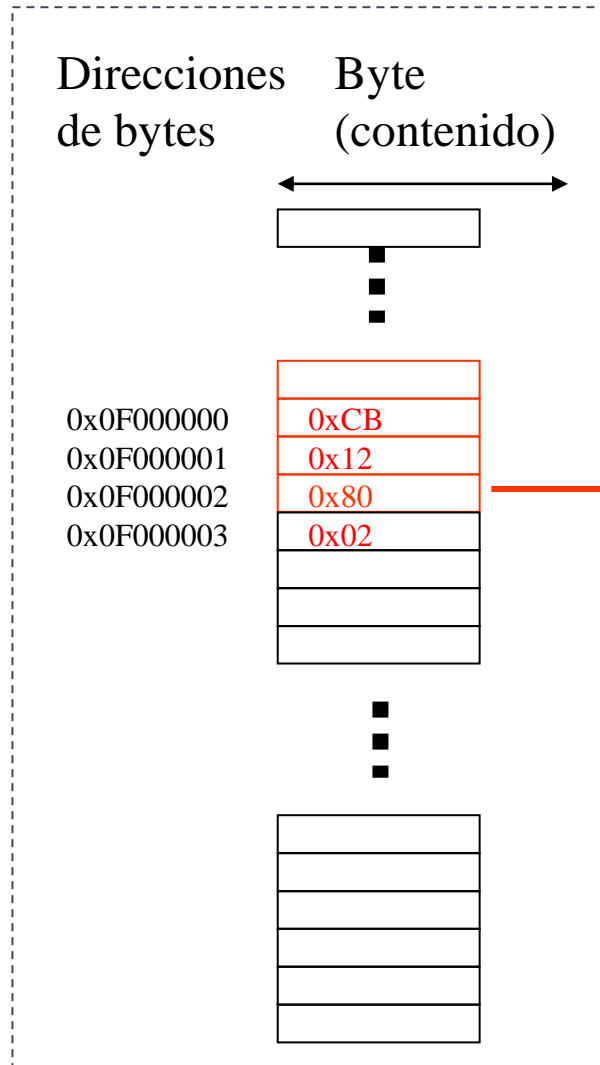 Direcciones Byte
de bytes (contenido)
0x0F000000 0xCB
0x0F000001 0x12
0x0F000002 0x80
0x0F000003 0x02